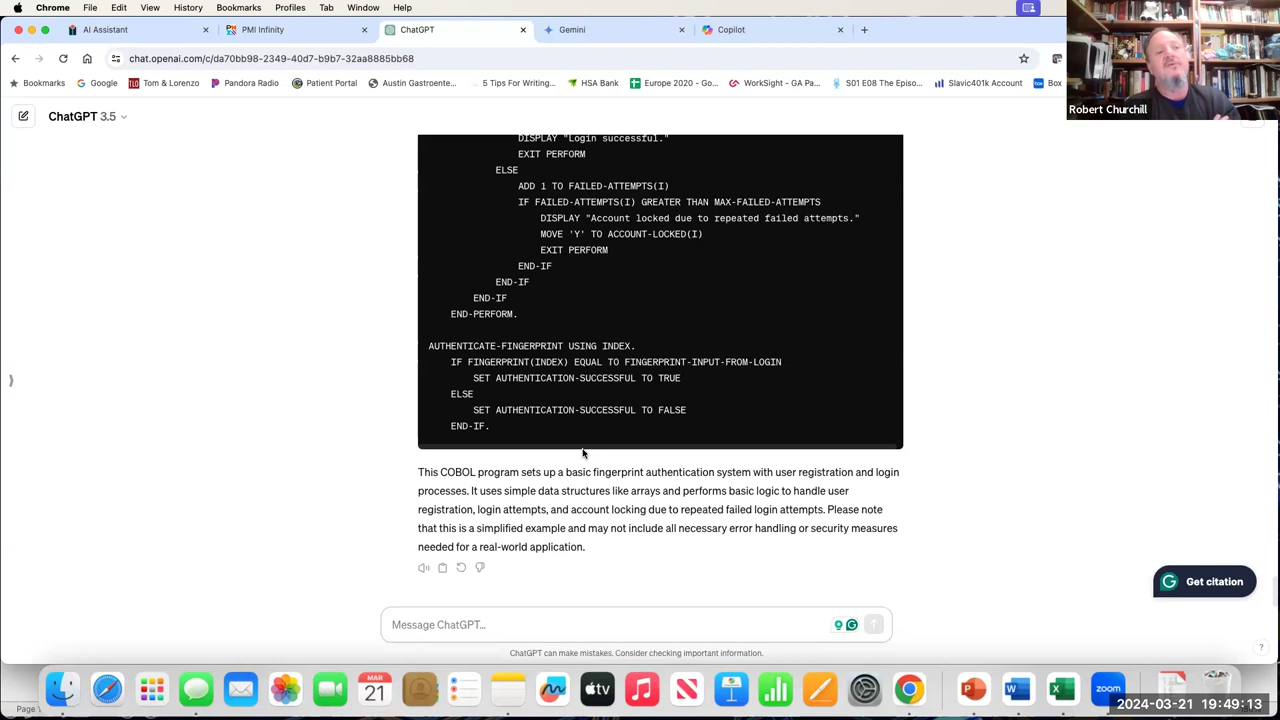 Chrome File Edit View History Bookmarks Profiles Tab Window Help
AI Assistant PMI Infinity ChatGPT Gemini Copilot
chat.openai.com/c/da70bb98-2349-40d7-b9b7-32aa8885bb68
Bookmarks Google Tom & Lorenzo Pandora Radio Patient Portal Austin Gastroente... 5 Tips For Writing... HSA Bank Europe 2020 - Go... WorkSight - GA Pa... S01 E08 The Episo... Slavic401k Account Box
Robert Churchill
ChatGPT 3.5
DISPLAY "Login successful."
EXIT PERFORM
ELSE
ADD 1 TO FAILED-ATTEMPTS(I)
IF FAILED-ATTEMPTS(I) GREATER THAN MAX-FAILED-ATTEMPTS
DISPLAY "Account locked due to repeated failed attempts."
MOVE 'Y' TO ACCOUNT-LOCKED(I)
EXIT PERFORM
END-IF
END-IF
END-IF
END-PERFORM.
AUTHENTICATE-FINGERPRINT USING INDEX.
IF FINGERPRINT(INDEX) EQUAL TO FINGERPRINT-INPUT-FROM-LOGIN
SET AUTHENTICATION-SUCCESSFUL TO TRUE
ELSE
SET AUTHENTICATION-SUCCESSFUL TO FALSE
END-IF.
This COBOL program sets up a basic fingerprint authentication system with user registration and login
processes. It uses simple data structures like arrays and performs basic logic to handle user
registration, login attempts, and account locking due to repeated failed login attempts. Please note
that this is a simplified example and may not include all necessary error handling or security measures
needed for a real-world application.
Get citation
Message ChatGPT...
ChatGPT can make mistakes. Consider checking important information.
?
MAR
21
tv
zoom
Page 1
2024-03-21 19:49:13